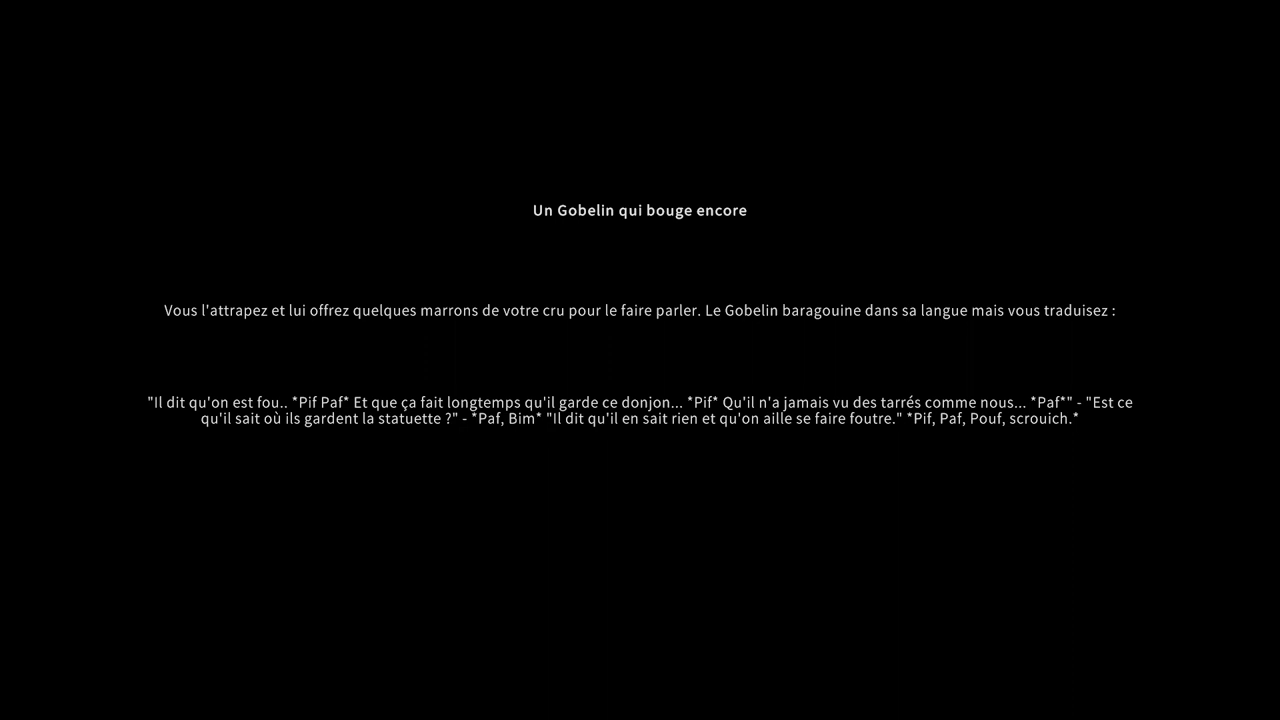 Un Gobelin qui bouge encore
Vous l'attrapez et lui offrez quelques marrons de votre cru pour le faire parler. Le Gobelin baragouine dans sa langue mais vous traduisez :
"Il dit qu'on est fou.. *Pif Paf* Et que ça fait longtemps qu'il garde ce donjon... *Pif* Qu'il n'a jamais vu des tarrés comme nous... *Paf*" - "Est ce
qu'il sait où ils gardent la statuette ?" - *Paf, Bim* "Il dit qu'il en sait rien et qu'on aille se faire foutre." *Pif, Paf, Pouf, scrouich.*